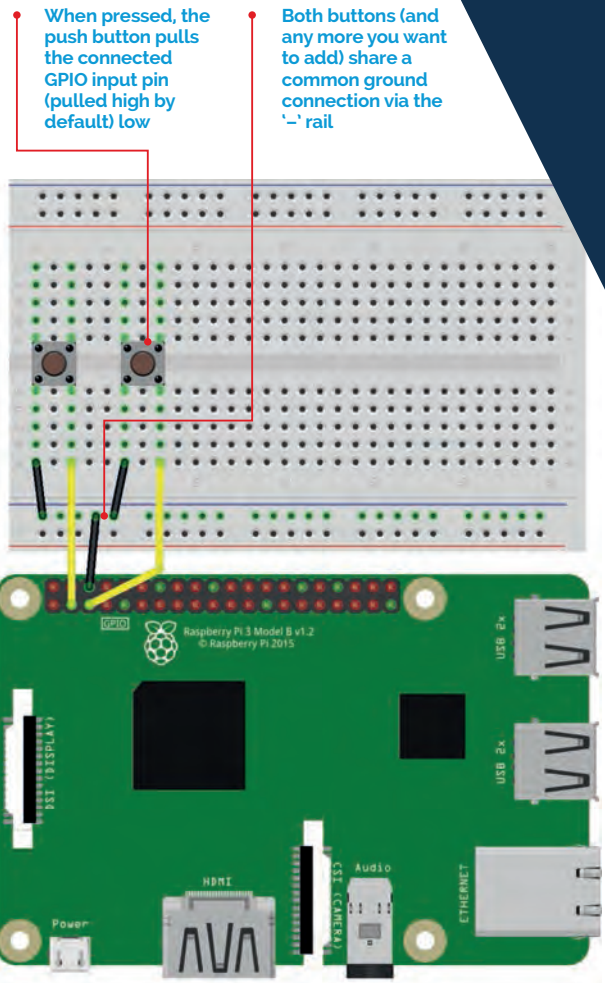 When pressed, the
push button pulls
the connected
GPIO input pin
(pulled high by
default) low
Both buttons (and
any more you want
to add) share a
common ground
connection via the
‘–’ rail
GPIO
Raspberry Pi 3 Model B v1.2
© Raspberry Pi 2015
USB 2x
USB 2x
DSI (DISPLAY)
HDMI
CSI (CAMERA)
Audio
ETHERNET
Power